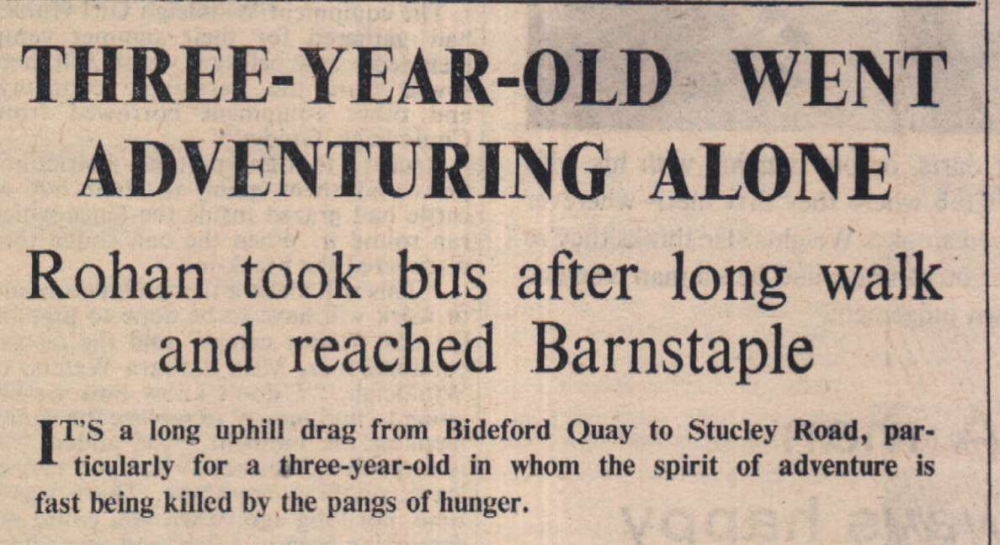 THREE-YEAR-OLD WENT
ADVENTURING ALONE
Rohan took bus after long walk
and reached Barnstaple
IT'S a long uphill drag from Bideford Quay to Stucley Road, par-
ticularly for a three-year-old in whom the spirit of adventure is
fast being killed by the pangs of hunger.